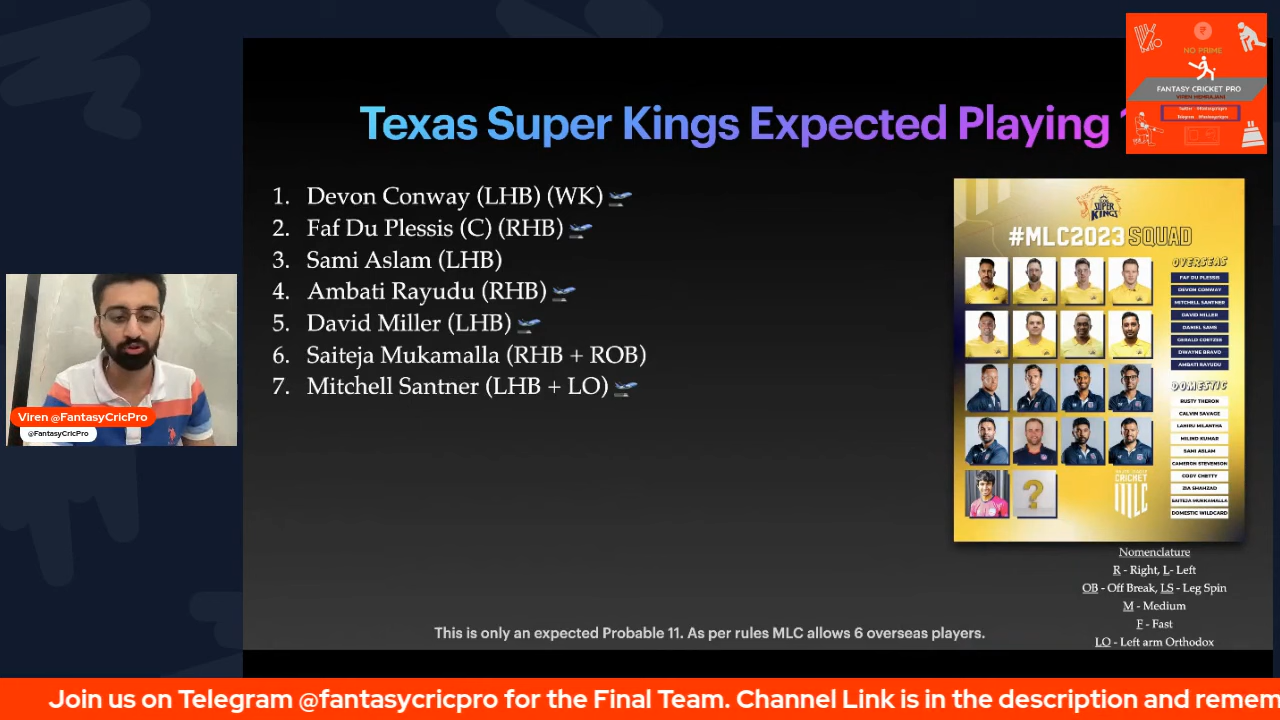 NO PRIME
FANTASY CRICKET PRO
VIREN HEMRAJANI
Texas Super Kings Expected Playing
1. Devon Conway (LHB) (WK)
2. Faf Du Plessis (C) (RHB)
3. Sami Aslam (LHB)
4. Ambati Rayudu (RHB)
5. David Miller (LHB)
6. Saiteja Mukamalla (RHB + ROB)
7. Mitchell Santner (LHB + LO)
SUPER
KINGS
#MLC2023 SQUAD
OVERSEAS
FAF DU PLESSIS
DEVON CONWAY
MITCHELL SANTNER
DAVID MILLER
DANIEL SAMS
GERALD COETZEE
DWAYNE BRAVO
AMBATI RAYUDU
DOMESTIC
RUSTY THERON
CALVIN SAVAGE
LAHIRU MILANTHA
MILIND KUMAR
SAMI ASLAM
CAMERON STEVENSON
CODY CHETTY
ZIA SHAHZAD
SAITEJA MUKKAMALLA
DOMESTIC WILDCARD
?
CRICKET
MLC
Viren @FantasyCricPro
@FantasyCricPro
Nomenclature
R - Right, L- Left
OB - Off Break, LS - Leg Spin
M - Medium
F - Fast
LO - Left arm Orthodox
This is only an expected Probable 11. As per rules MLC allows 6 overseas players.
Join us on Telegram @fantasycricpro for the Final Team. Channel Link is in the description and remem